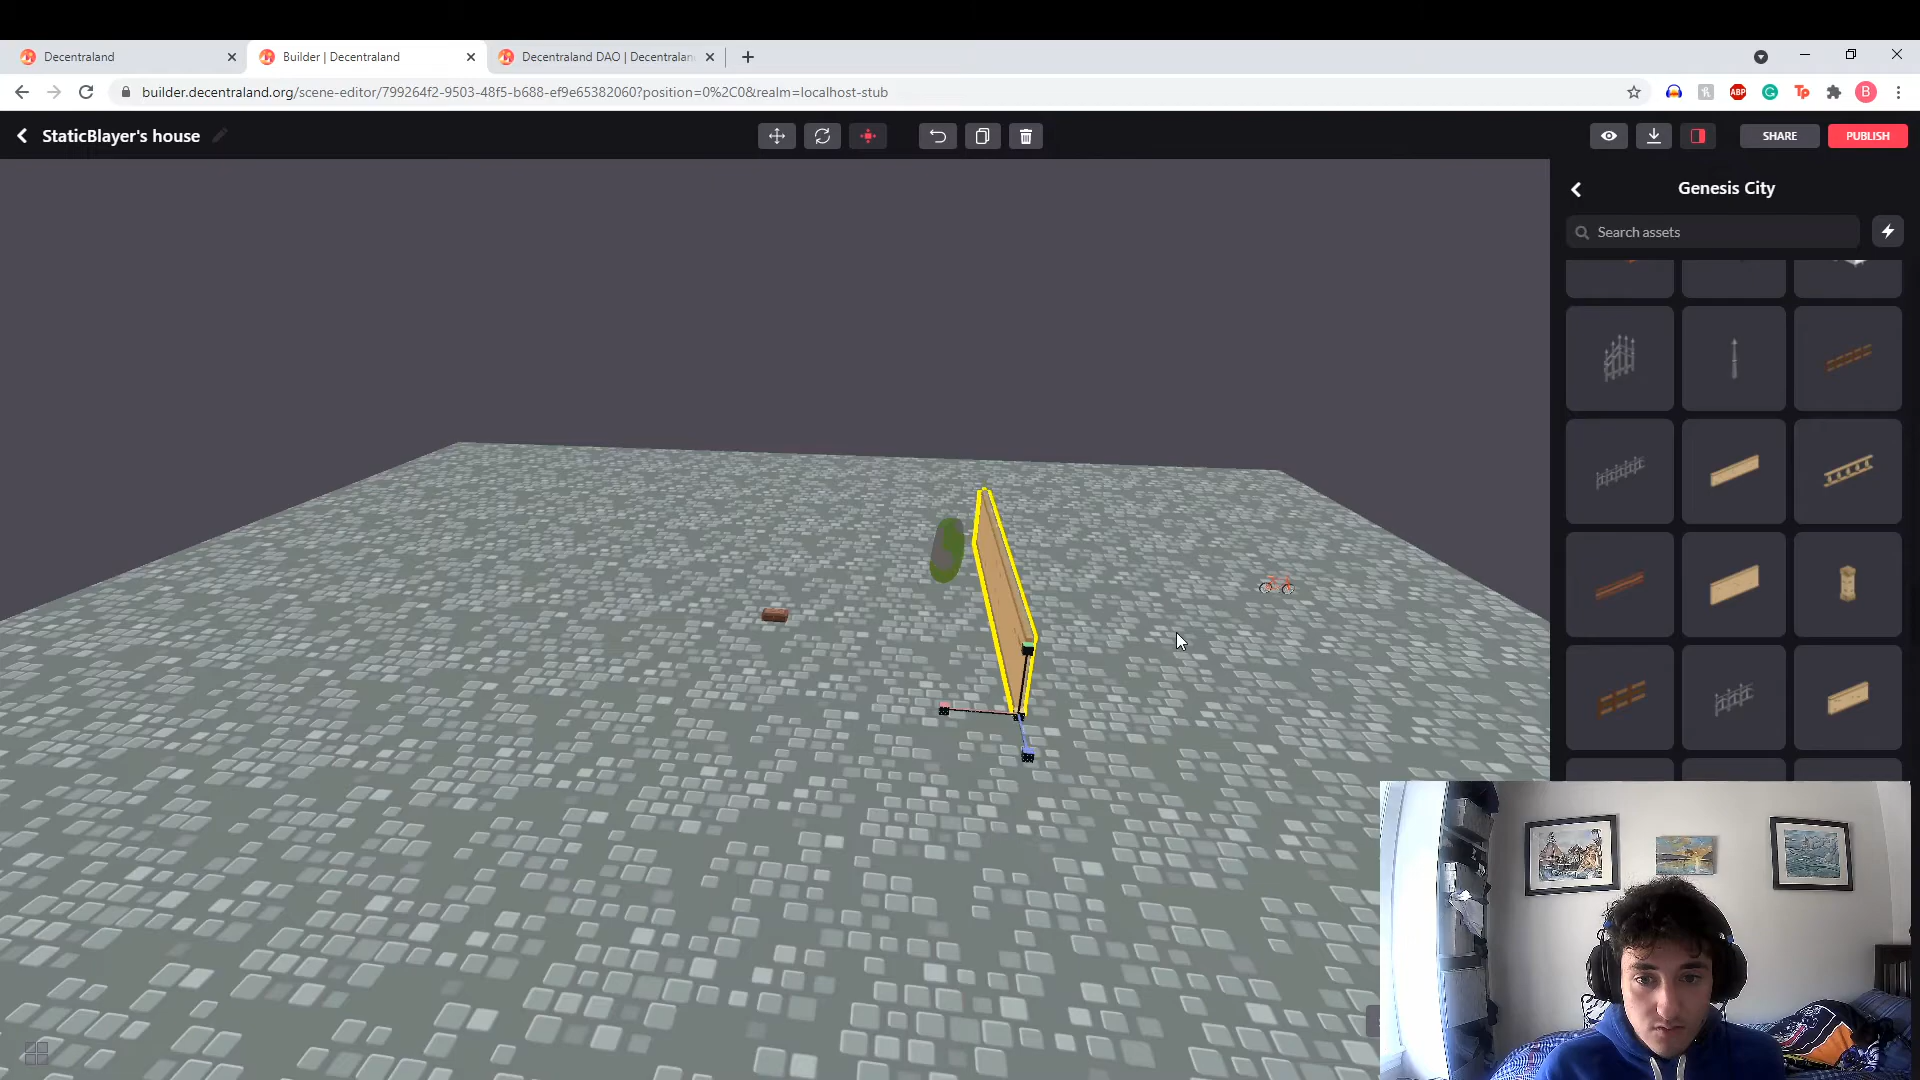 Decentraland
Builder | Decentraland
Decentraland DAO | Decentralan
builder.decentraland.org/scene-editor/799264f2-9503-48f5-b688-ef9e65382060?position=0%2C0&realm=localhost-stub
ABP
B
StaticBlayer's house
SHARE
PUBLISH
Genesis City
Search assets